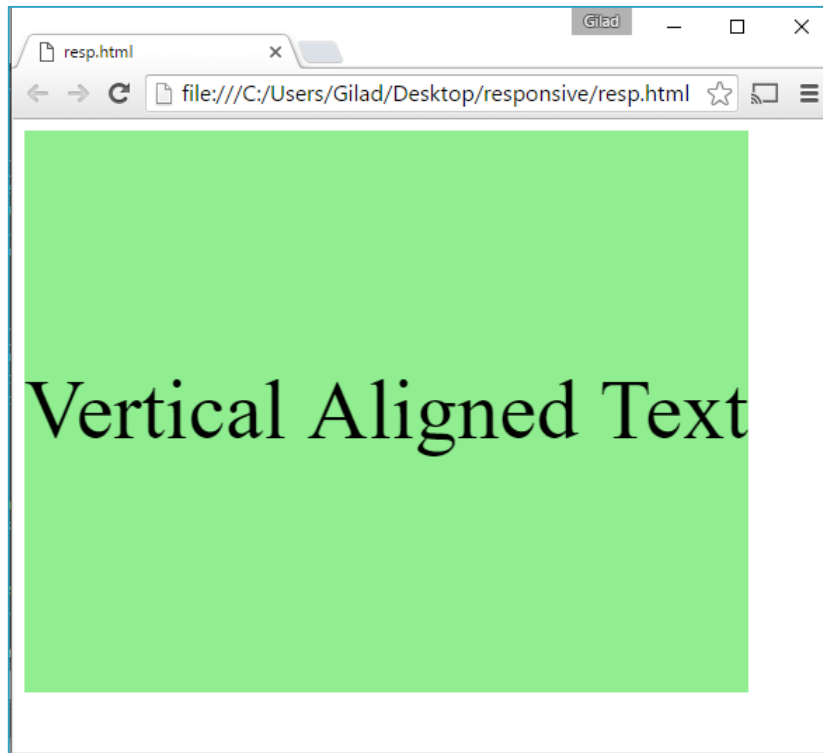 Gilad
resp.html
file:///C:/Users/Gilad/Desktop/responsive/resp.html
Vertical Aligned Text